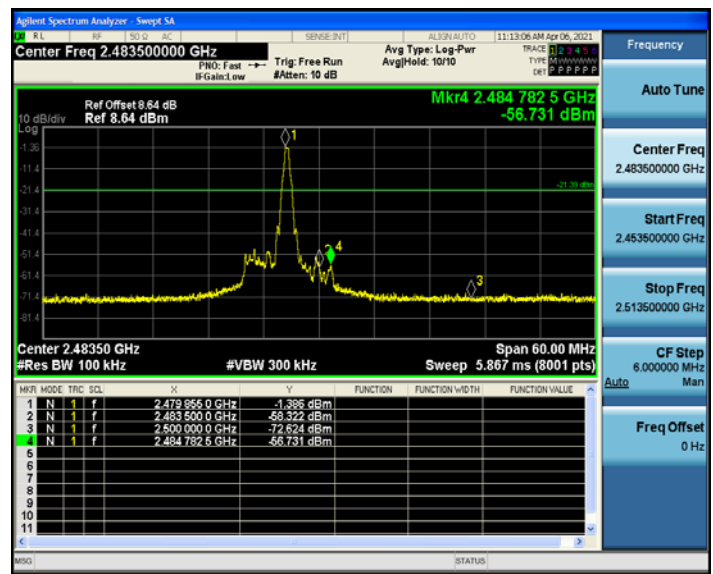 Agilent Spectrum Analyzer - Swept SA
RL RF 50 Ω AC SENSE:INT ALIGN AUTO 11:13:06 AM Apr 06, 2021
Center Freq 2.483500000 GHz
PNO: Fast
IFGain:Low
Trig: Free Run
#Atten: 10 dB
Avg Type: Log-Pwr
Avg|Hold: 10/10
TRACE 1 2 3 4 5 6
TYPE
DET P P P P P P
Frequency
Auto Tune
Center Freq
2.483500000 GHz
Start Freq
2.453500000 GHz
Stop Freq
2.513500000 GHz
CF Step
6.000000 MHz
Auto Man
Freq Offset
0 Hz
Mkr4 2.484 782 5 GHz
-56.731 dBm
Ref Offset 8.64 dB
10 dB/div Ref 8.64 dBm
Log
-1.36
-11.4
-21.4
-31.4
-41.4
-51.4
-61.4
-71.4
-81.4
1
2
4
3
-21.39 dBm
Center 2.48350 GHz Span 60.00 MHz
#Res BW 100 kHz #VBW 300 kHz Sweep 5.867 ms (8001 pts)
MKR MODE TRC SCL X Y FUNCTION FUNCTION WIDTH FUNCTION VALUE
1 N 1 f 2.479 855 0 GHz -1.386 dBm
2 N 1 f 2.483 500 0 GHz -58.322 dBm
3 N 1 f 2.500 000 0 GHz -72.624 dBm
4 N 1 f 2.484 782 5 GHz -56.731 dBm
5
6
7
8
9
10
11
MSG STATUS